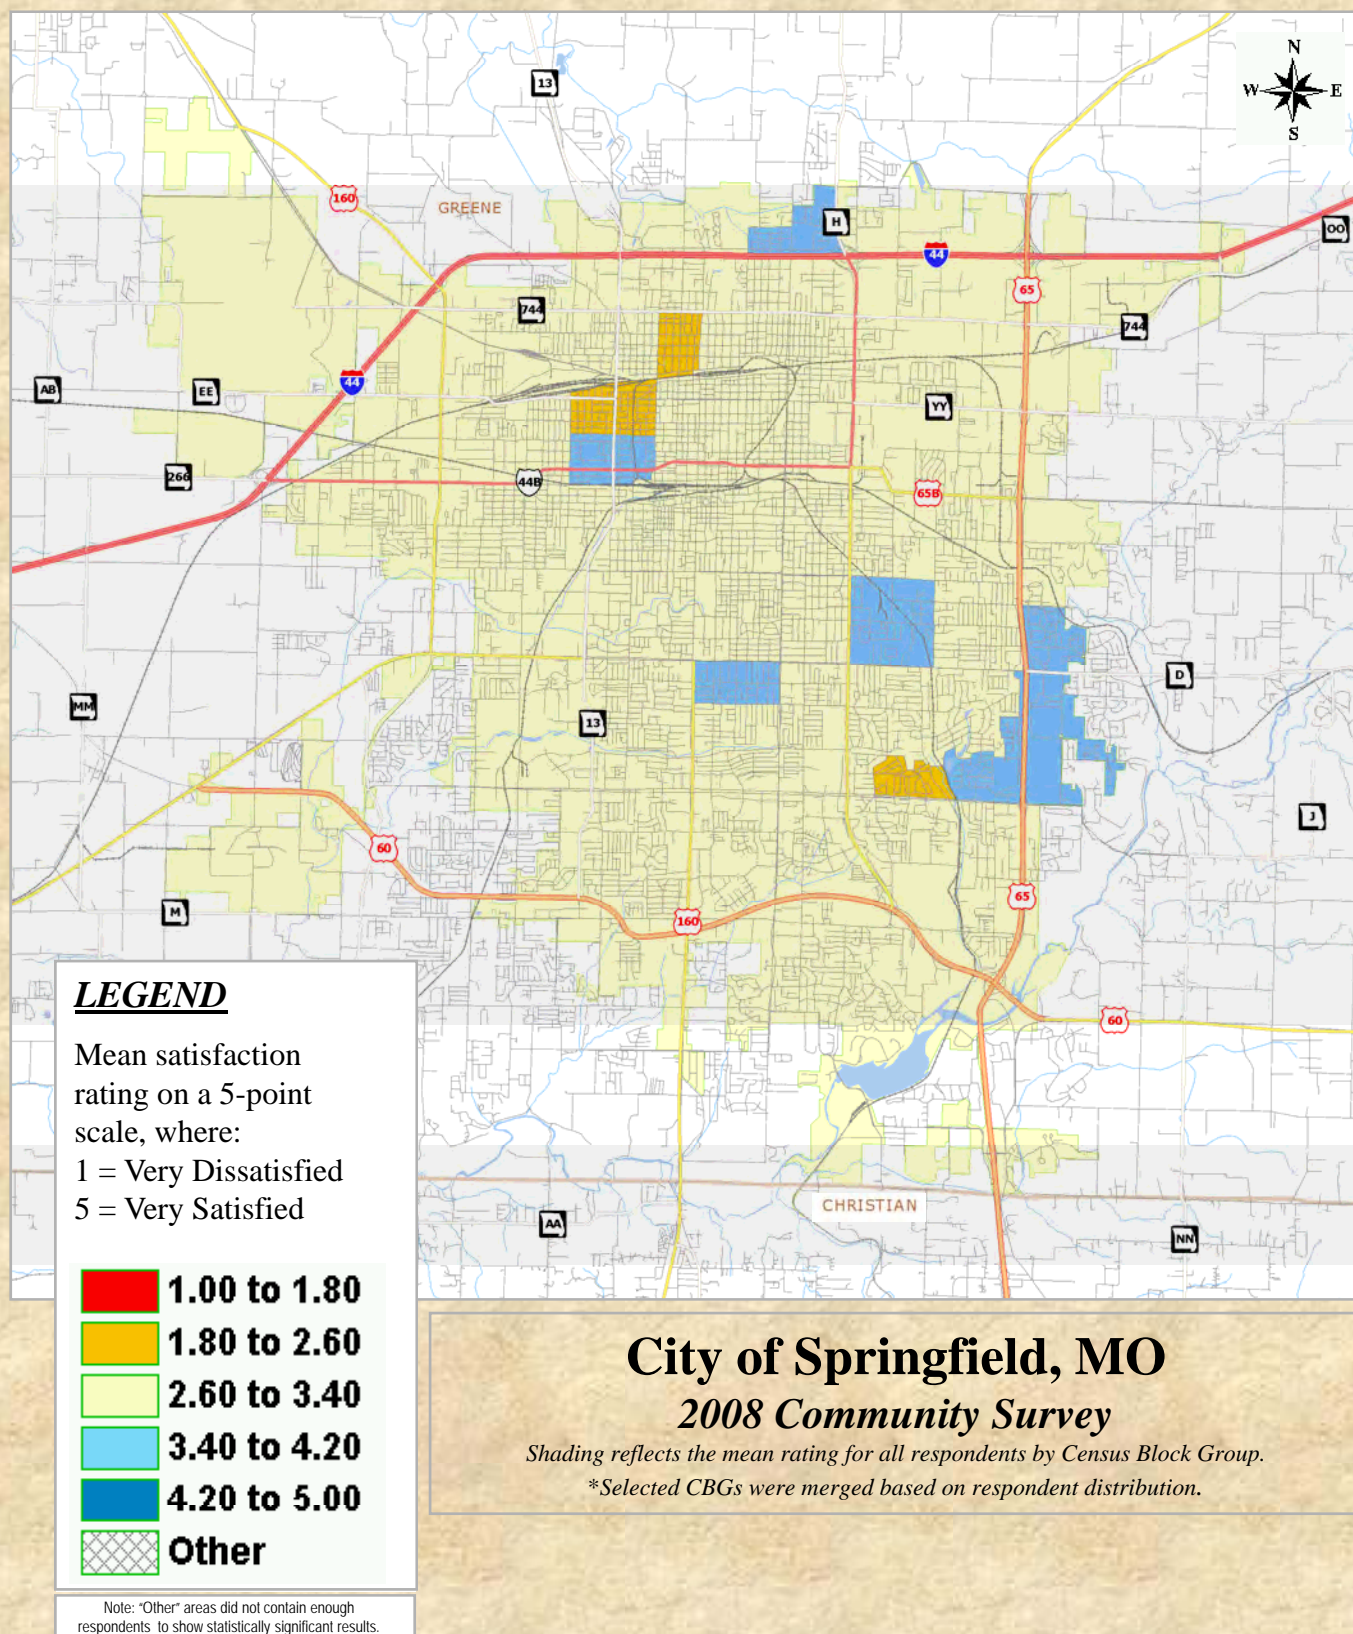 N
W E
S
13
160
GREENE
H
OO
44
65
744
744
44
AB
EE
YY
266
44B
65B
D
MM
13
J
60
M
65
160
60
CHRISTIAN
AA
NN
LEGEND
Mean satisfaction
rating on a 5-point
scale, where:
1 = Very Dissatisfied
5 = Very Satisfied
1.00 to 1.80
1.80 to 2.60
2.60 to 3.40
3.40 to 4.20
4.20 to 5.00
Other
Note: “Other” areas did not contain enough
respondents to show statistically significant results.
City of Springfield, MO
2008 Community Survey
Shading reflects the mean rating for all respondents by Census Block Group.
*Selected CBGs were merged based on respondent distribution.